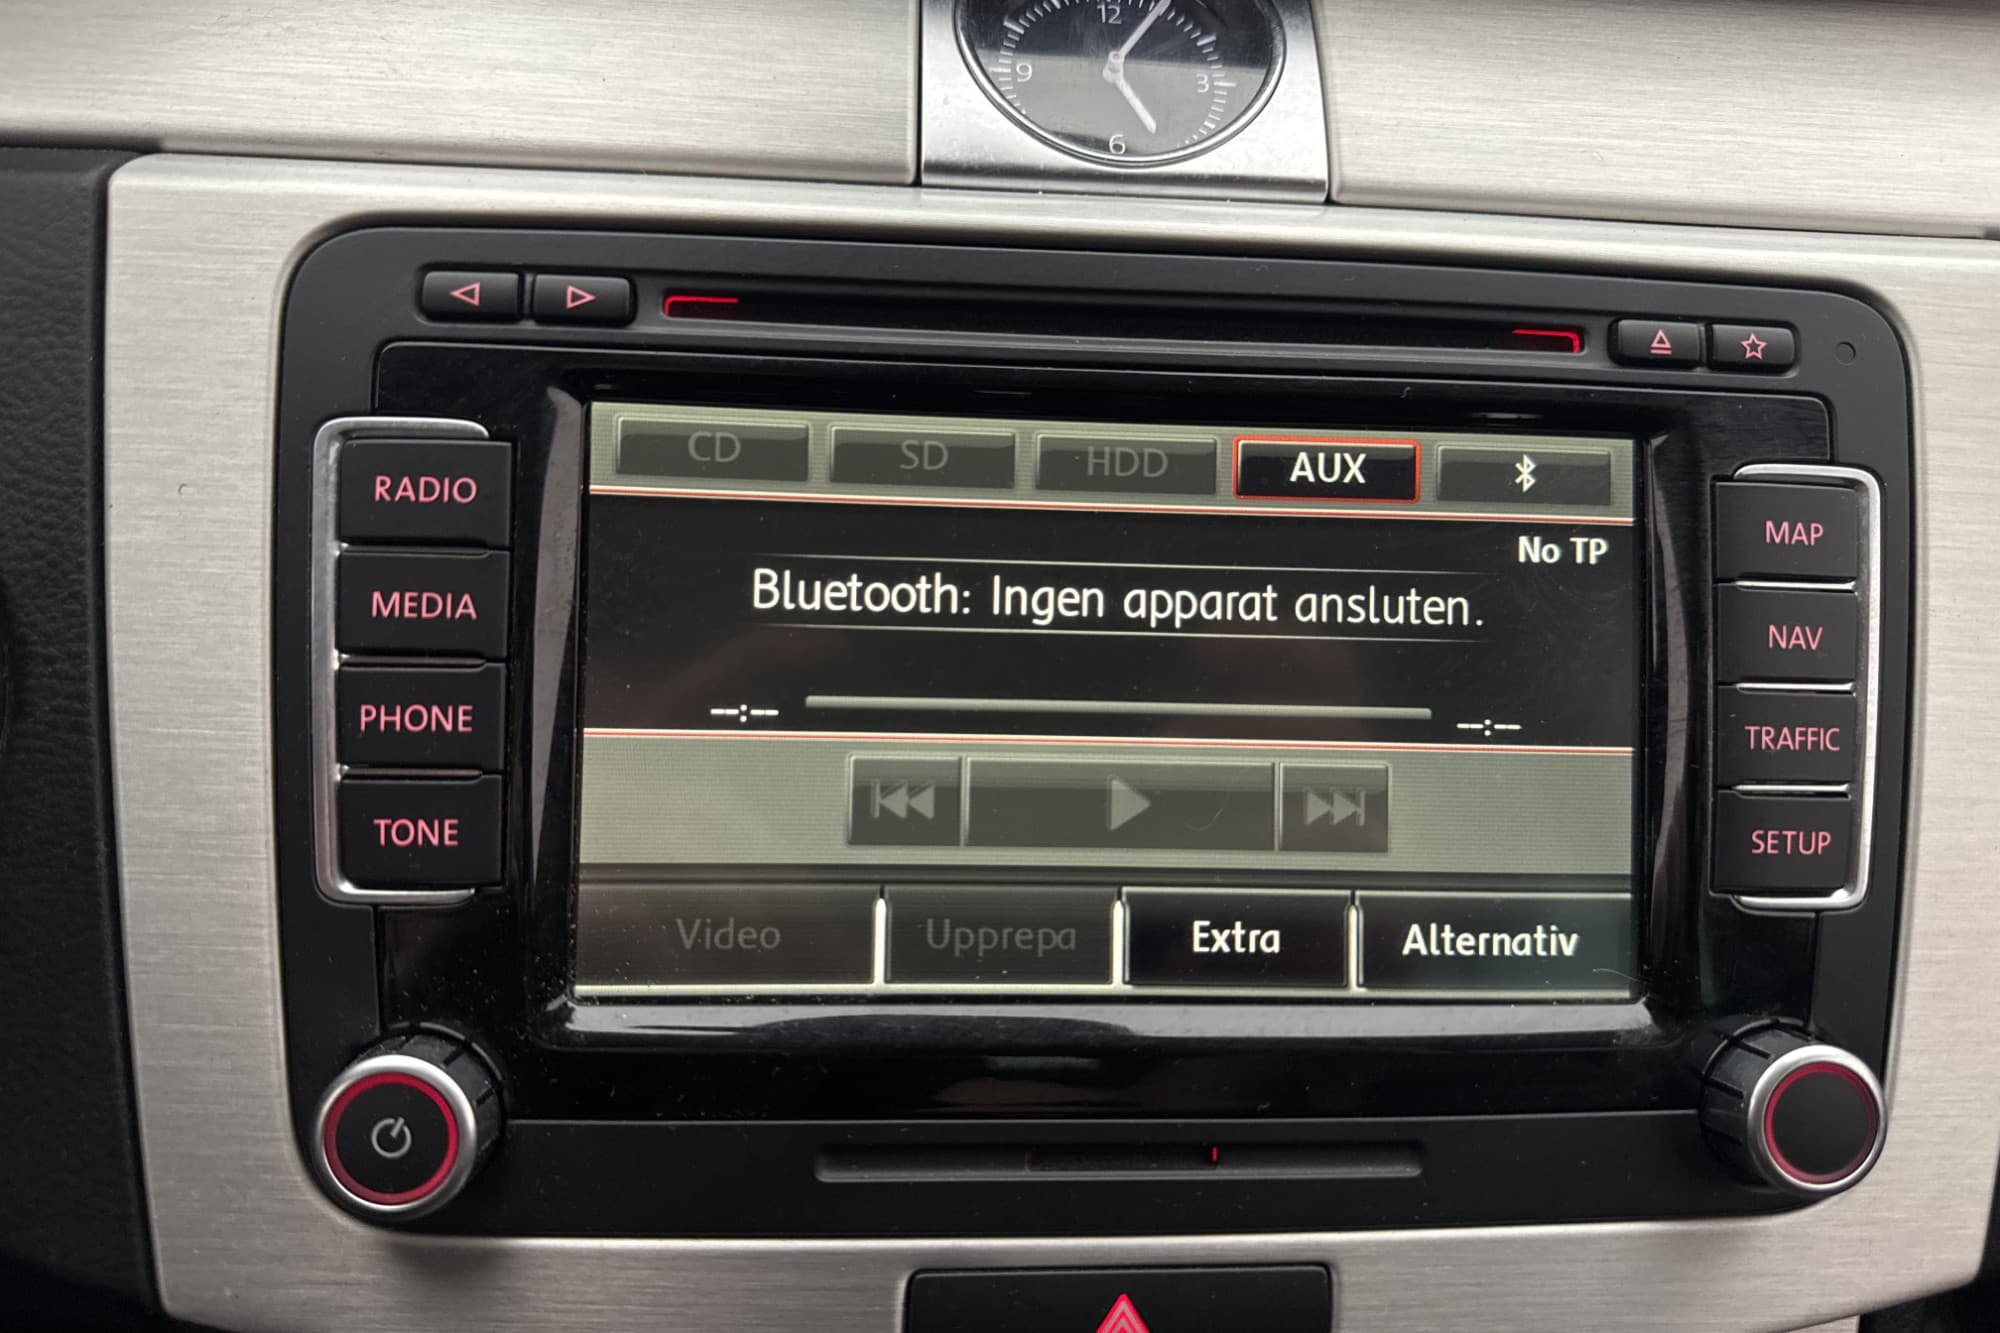 12
9
3
6
RADIO
MEDIA
PHONE
TONE
CD
SD
HDD
AUX
No TP
Bluetooth: Ingen apparat ansluten.
--:--
--:--
Video
Upprepa
Extra
Alternativ
MAP
NAV
TRAFFIC
SETUP